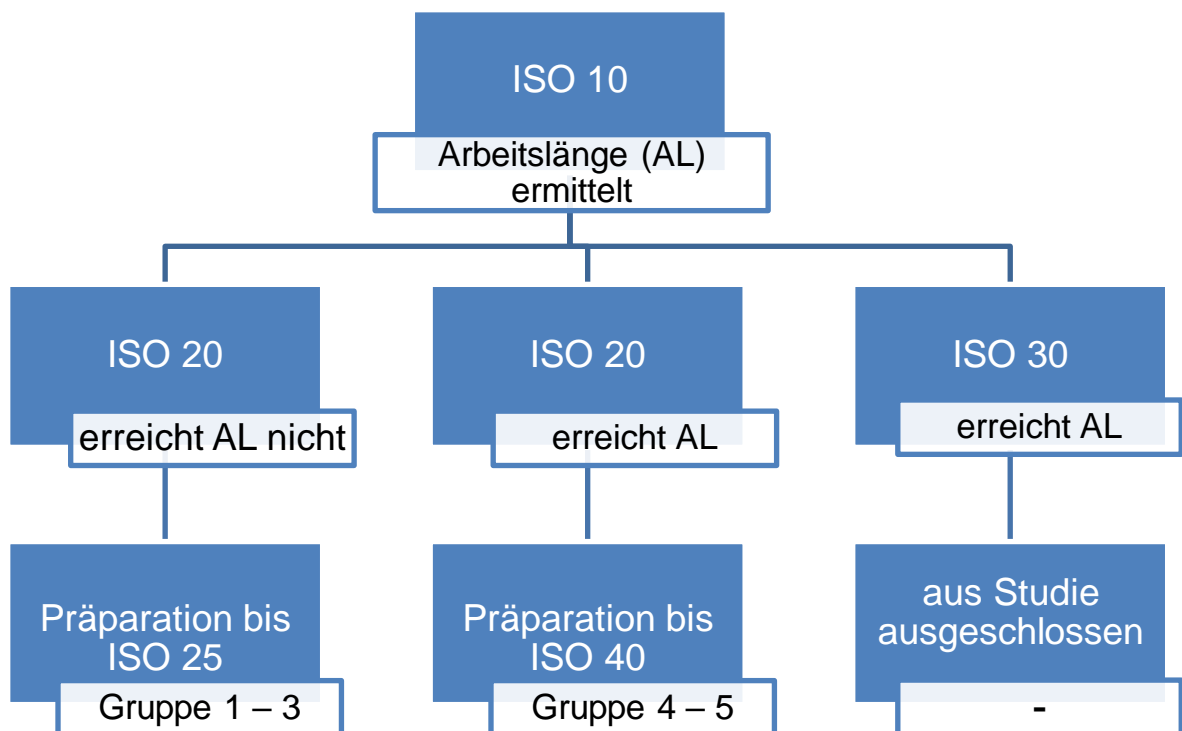 ISO 10
Arbeitslänge (AL)
ermittelt
ISO 20
erreicht AL nicht
ISO 20
erreicht AL
ISO 30
erreicht AL
Präparation bis
ISO 25
Gruppe 1 – 3
Präparation bis
ISO 40
Gruppe 4 – 5
aus Studie
ausgeschlossen
-